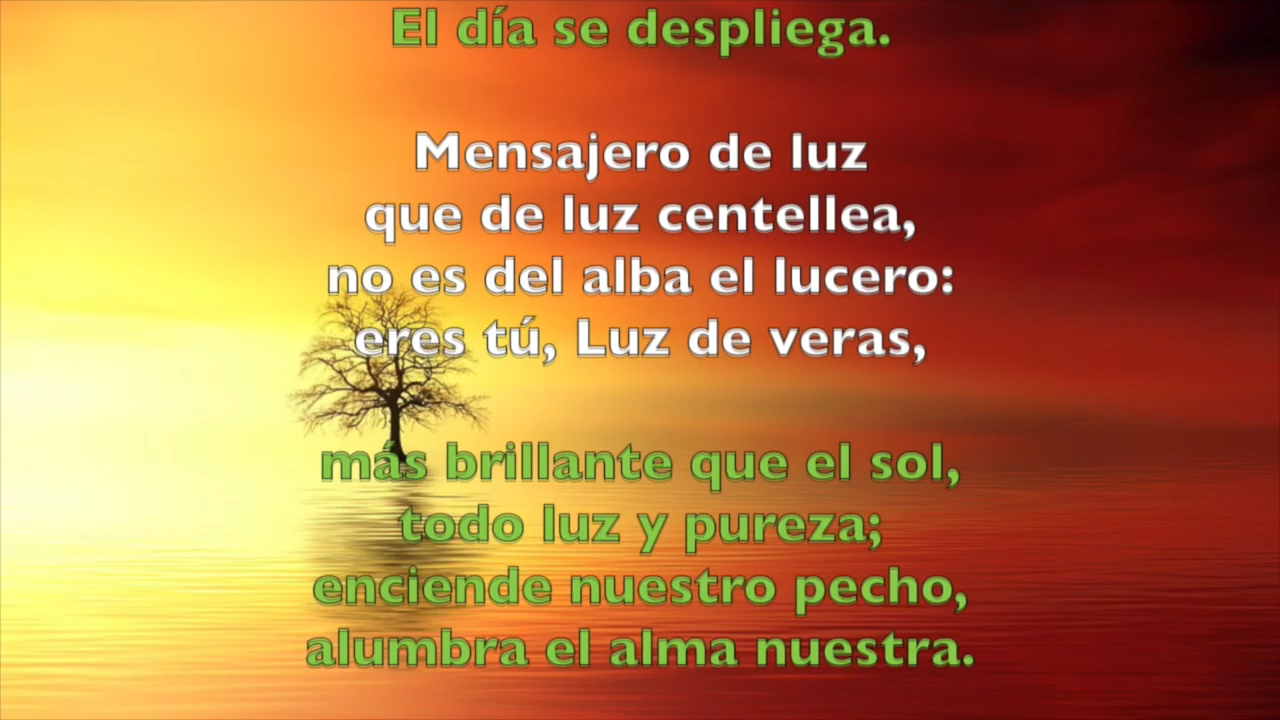 El día se despliega.
Mensajero de luz
que de luz centellea,
no es del alba el lucero:
eres tú, Luz de veras,
más brillante que el sol,
todo luz y pureza;
enciende nuestro pecho,
alumbra el alma nuestra.